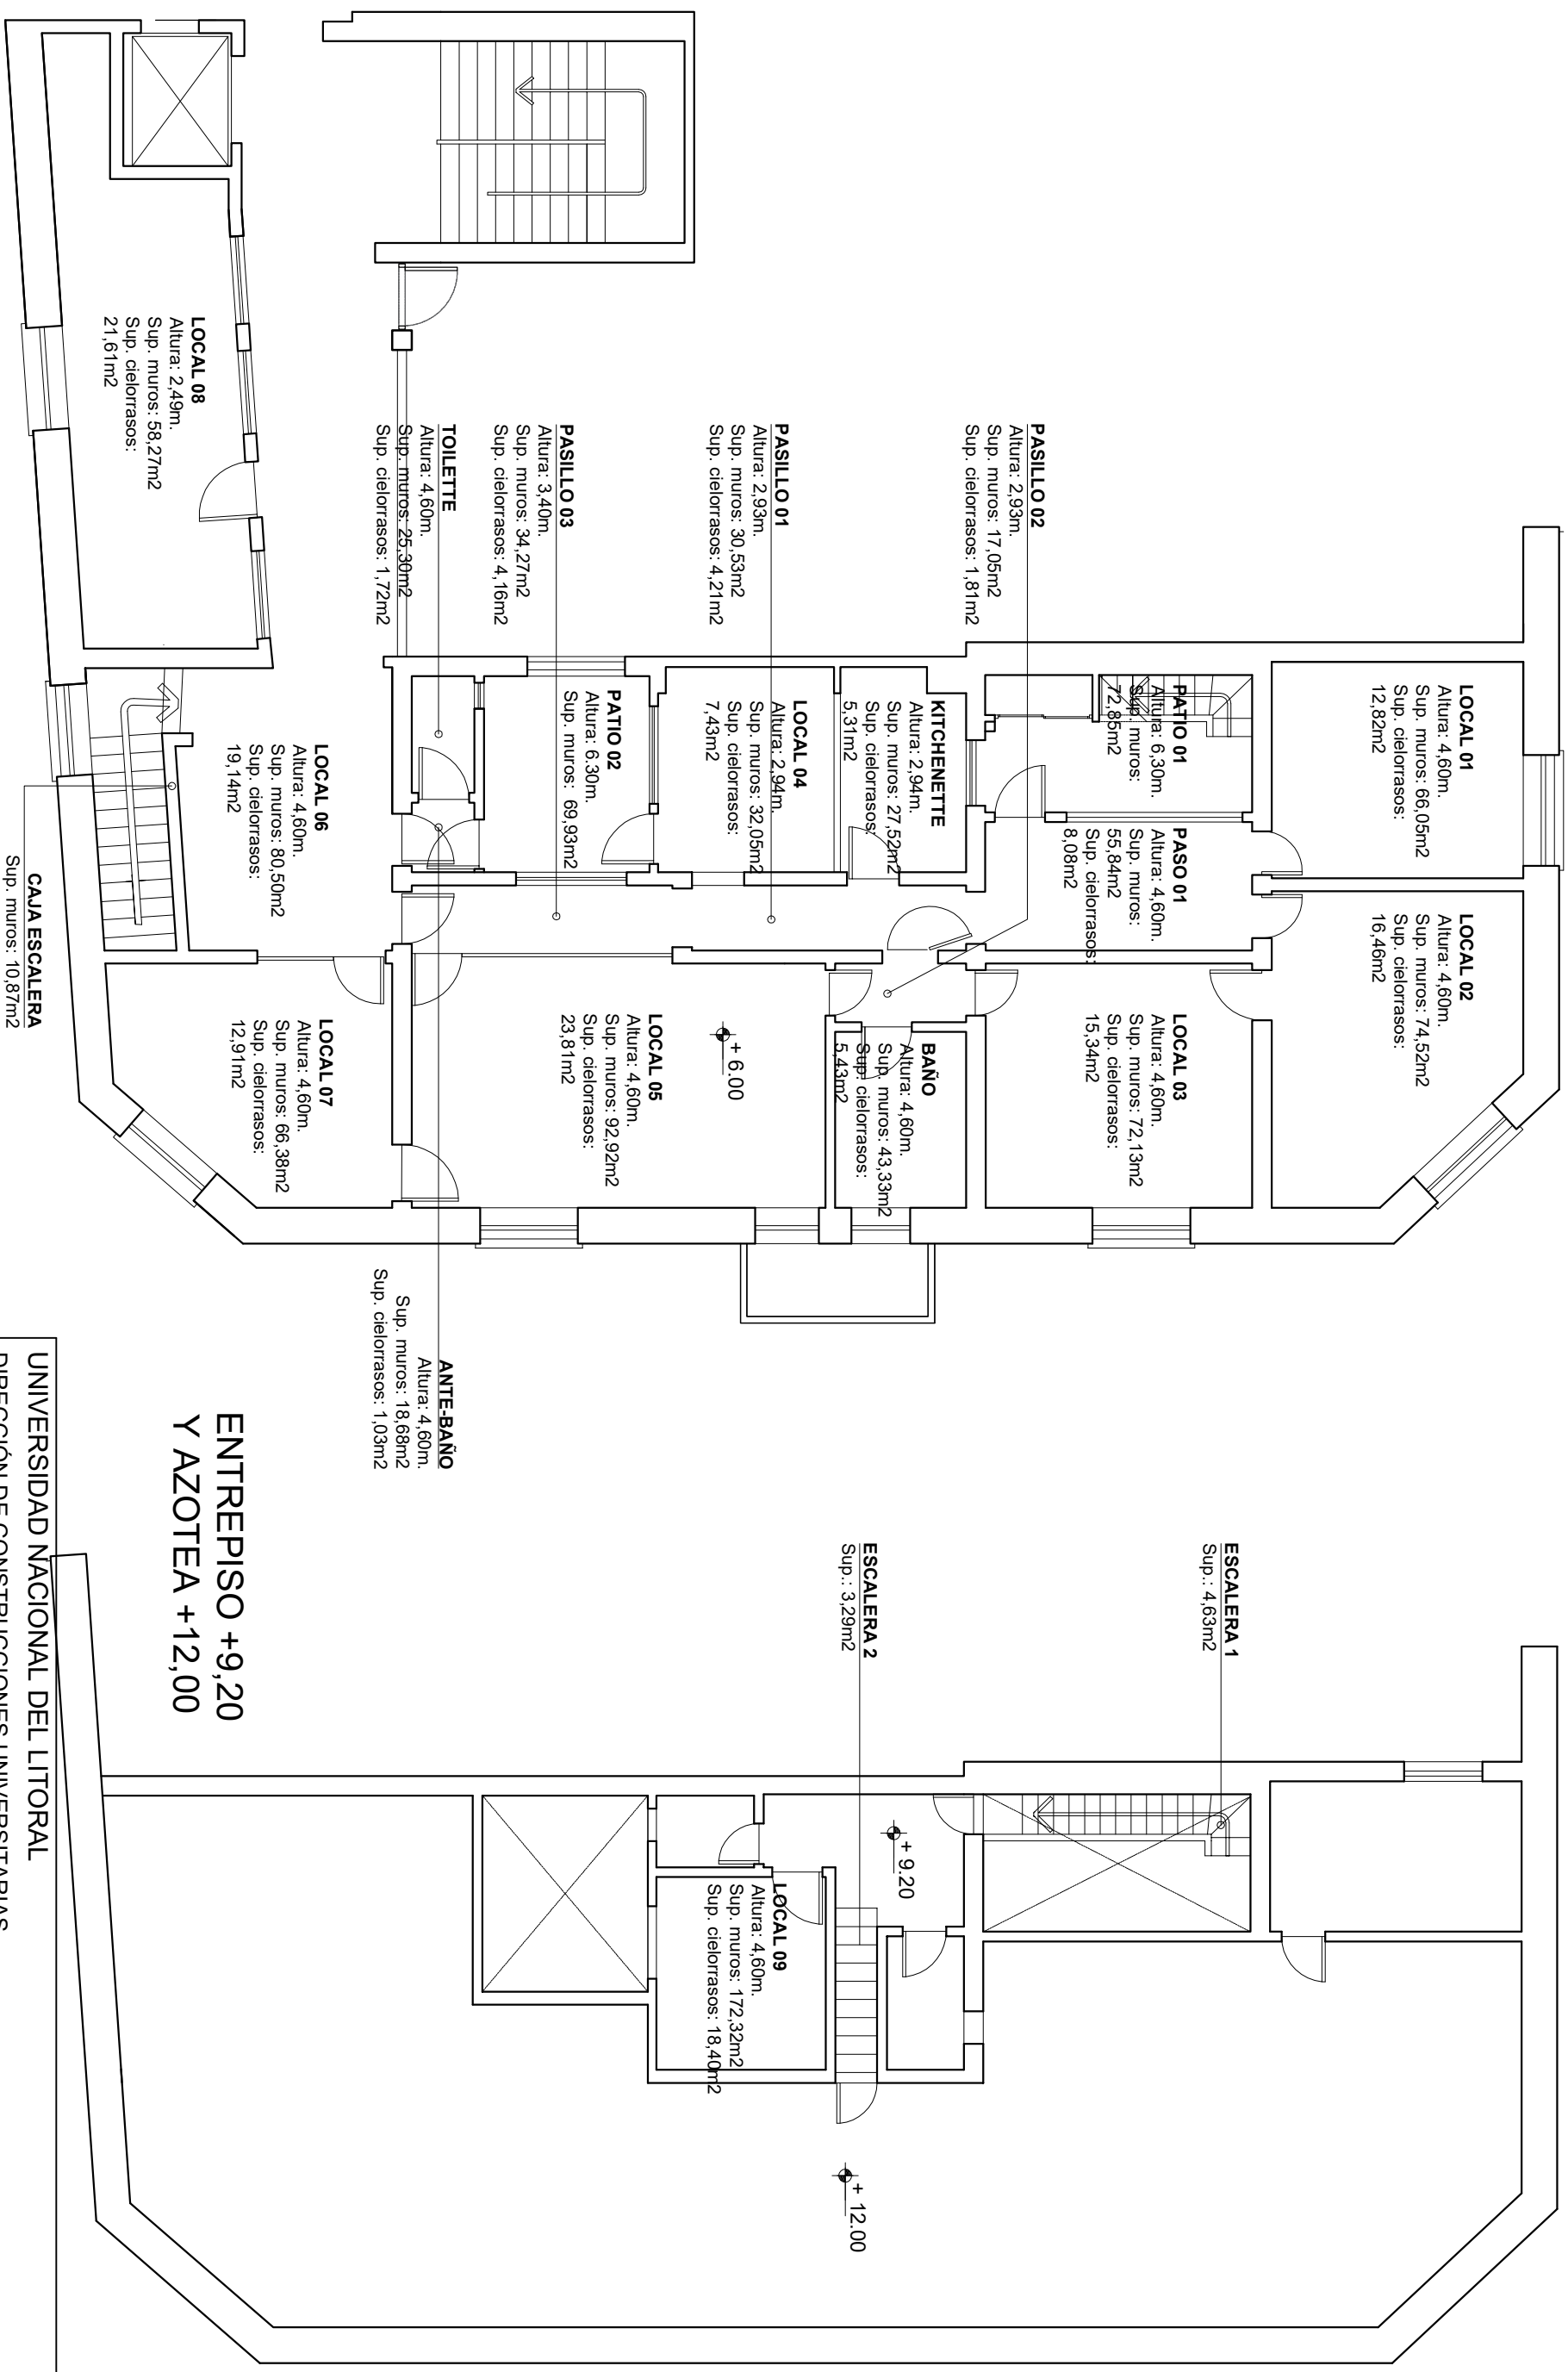 LOCAL 01
Altura: 4,60m.
Sup. muros: 66,05m2
Sup. cielorrasos:
12,82m2
LOCAL 02
Altura: 4,60m.
Sup. muros: 74,52m2
Sup. cielorrasos:
16,46m2
PATIO 01
Altura: 6,30m.
Sup. muros:
72,85m2
PASO 01
Altura: 4,60m.
Sup. muros:
55,84m2
Sup. cielorrasos:
8,08m2
LOCAL 03
Altura: 4,60m.
Sup. muros: 72,13m2
Sup. cielorrasos:
15,34m2
PASILLO 02
Altura: 2,93m.
Sup. muros: 17,05m2
Sup. cielorrasos: 1,81m2
KITCHENETTE
Altura: 2,94m.
Sup. muros: 27,52m2
Sup. cielorrasos:
5,31m2
BAÑO
Altura: 4,60m.
Sup. muros: 43,33m2
Sup. cielorrasos:
5,43m2
PASILLO 01
Altura: 2,93m.
Sup. muros: 30,53m2
Sup. cielorrasos: 4,21m2
LOCAL 04
Altura: 2,94m.
Sup. muros: 32,05m2
Sup. cielorrasos:
7,43m2
+ 6.00
LOCAL 05
Altura: 4,60m.
Sup. muros: 92,92m2
Sup. cielorrasos:
23,81m2
PASILLO 03
Altura: 3,40m.
Sup. muros: 34,27m2
Sup. cielorrasos: 4,16m2
PATIO 02
Altura: 6.30m.
Sup. muros: 69,93m2
TOILETTE
Altura: 4,60m.
Sup. muros: 25,30m2
Sup. cielorrasos: 1,72m2
ANTE-BAÑO
Altura: 4,60m.
Sup. muros: 18,68m2
Sup. cielorrasos: 1,03m2
LOCAL 06
Altura: 4,60m.
Sup. muros: 80,50m2
Sup. cielorrasos:
19,14m2
LOCAL 07
Altura: 4,60m.
Sup. muros: 66,38m2
Sup. cielorrasos:
12,91m2
LOCAL 08
Altura: 2,49m.
Sup. muros: 58,27m2
Sup. cielorrasos:
21,61m2
CAJA ESCALERA
Sup. muros: 10,87m2
ESCALERA 1
Sup.: 4,63m2
ESCALERA 2
Sup.: 3,29m2
+ 9.20
+ 12.00
LOCAL 09
Altura: 4,60m.
Sup. muros: 172,32m2
Sup. cielorrasos: 18,40m2
ENTREPISO +9,20
Y AZOTEA +12,00
UNIVERSIDAD NACIONAL DEL LITORAL
DIRECCIÓN DE CONSTRUCCIONES UNIVERSITARIAS